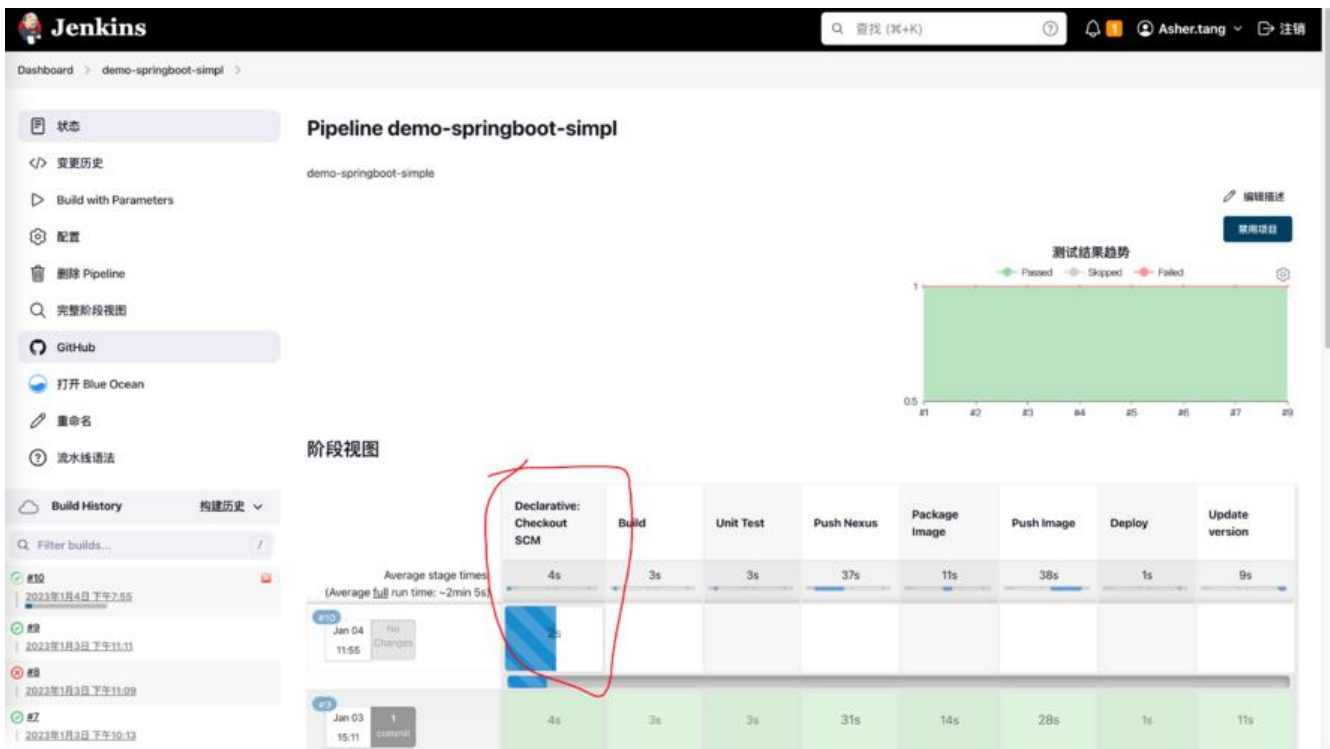 Jenkins
查找 (⌘+K)
1
Asher.tang
注销
Dashboard
demo-springboot-simpl
状态
变更历史
Build with Parameters
配置
删除 Pipeline
完整阶段视图
GitHub
打开 Blue Ocean
重命名
流水线语法
Build History
构建历史
Filter builds...
/
#10
2023年1月4日 下午7:55
#9
2023年1月3日 下午11:11
#8
2023年1月3日 下午11:09
#7
2023年1月3日 下午10:13
Pipeline demo-springboot-simpl
demo-springboot-simple
编辑描述
禁用项目
测试结果趋势
Passed Skipped Failed
1
0.5
#1 #2 #3 #4 #5 #6 #7 #9
阶段视图
Declarative: Checkout SCM
Build
Unit Test
Push Nexus
Package Image
Push Image
Deploy
Update version
Average stage times:
(Average full run time: ~2min 5s)
4s 3s 3s 37s 11s 38s 1s 9s
#10
Jan 04
11:55
No Changes
2s
#9
Jan 03
15:11
1 commit
4s 3s 3s 31s 14s 28s 1s 11s